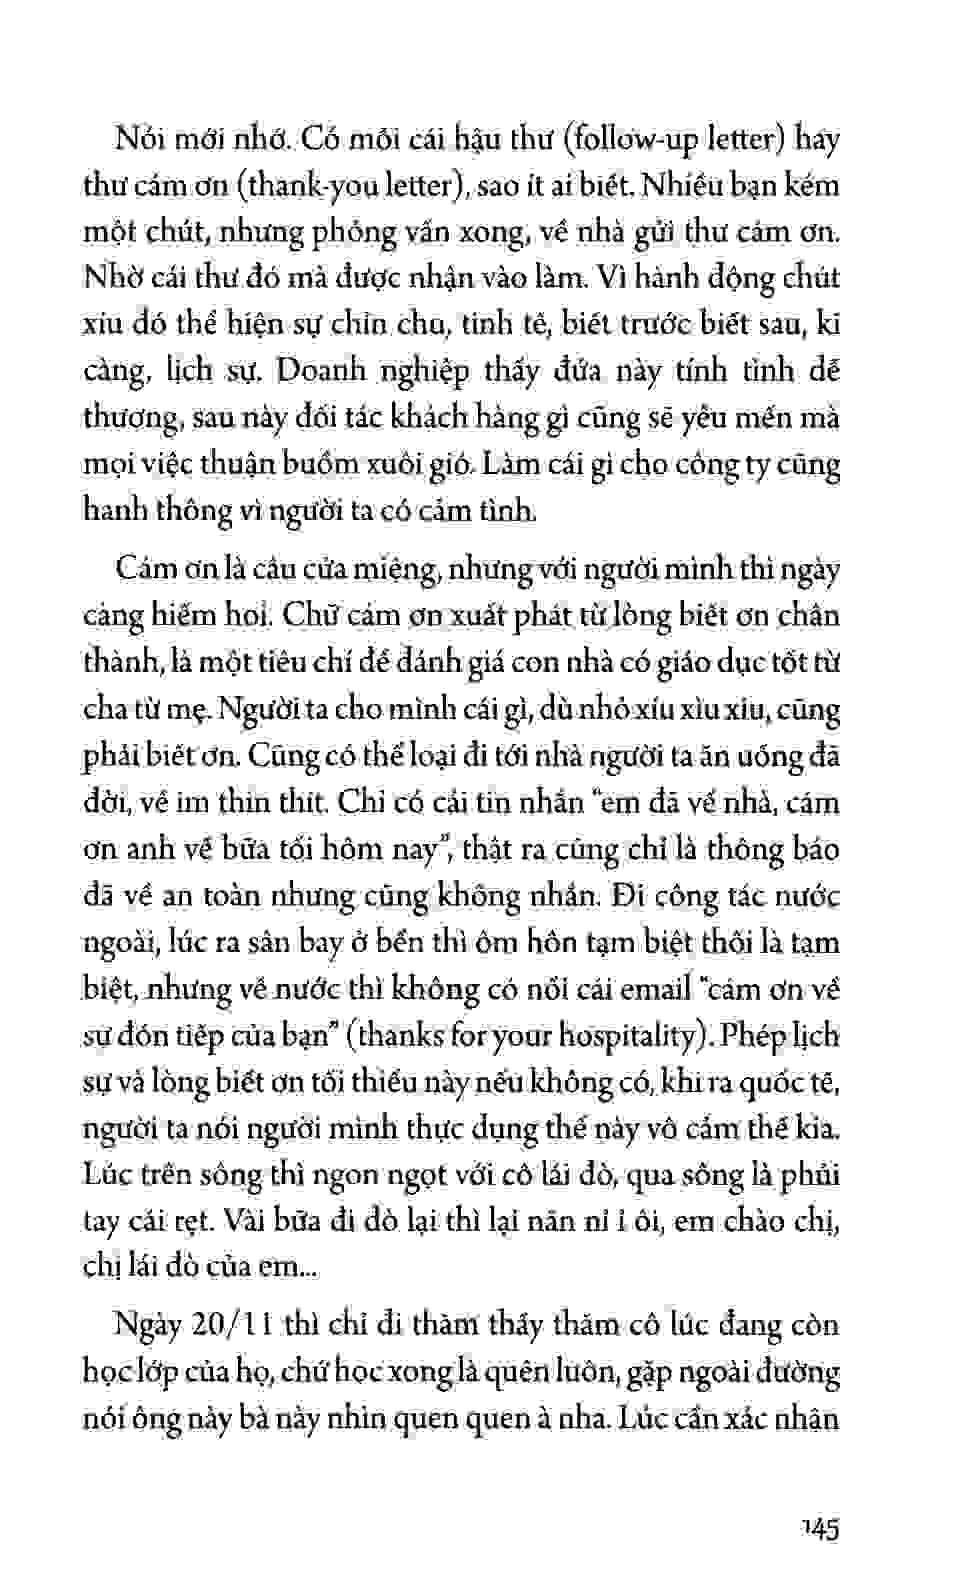 Nói mới nhớ. Có mỗi cái hậu thư (follow-up letter) hay
thư cám ơn (thank-you letter), sao ít ai biết. Nhiều bạn kém
một chút, nhưng phỏng vấn xong, về nhà gửi thư cám ơn.
Nhờ cái thư đó mà được nhận vào làm. Vì hành động chút
xíu đó thể hiện sự chỉn chu, tinh tế, biết trước biết sau, kĩ
càng, lịch sự. Doanh nghiệp thấy đứa này tính tình dễ
thương, sau này đối tác khách hàng gì cũng sẽ yêu mến mà
mọi việc thuận buồm xuôi gió. Làm cái gì cho công ty cũng
hanh thông vì người ta có cảm tình.
Cám ơn là câu cửa miệng, nhưng với người mình thì ngày
càng hiếm hoi. Chữ cám ơn xuất phát từ lòng biết ơn chân
thành, là một tiêu chí để đánh giá con nhà có giáo dục tốt từ
cha từ mẹ. Người ta cho mình cái gì, dù nhỏ xíu xìu xiu, cũng
phải biết ơn. Cũng có thể loại đi tới nhà người ta ăn uống đã
đời, về im thin thít. Chỉ có cái tin nhắn “em đã về nhà, cám
ơn anh về bữa tối hôm nay”, thật ra cũng chỉ là thông báo
đã về an toàn nhưng cũng không nhắn. Đi công tác nước
ngoài, lúc ra sân bay ở bển thì ôm hôn tạm biệt thôi là tạm
biệt, nhưng về nước thì không có nổi cái email “cám ơn về
sự đón tiếp của bạn” (thanks for your hospitality). Phép lịch
sự và lòng biết ơn tối thiểu này nếu không có, khi ra quốc tế,
người ta nói người mình thực dụng thế này vô cảm thế kia.
Lúc trên sông thì ngon ngọt với cô lái đò, qua sông là phủi
tay cái rẹt. Vài bữa đi đò lại thì lại năn nỉ ỉ ôi, em chào chị,
chị lái đò của em...
Ngày 20/11 thì chỉ đi thăm thầy thăm cô lúc đang còn
học lớp của họ, chứ học xong là quên luôn, gặp ngoài đường
nói ông này bà này nhìn quen quen à nha. Lúc cần xác nhận
145